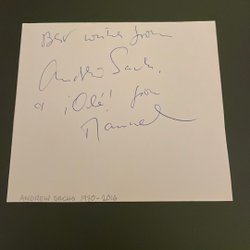 Best wishes from
Andrew Sachs.
& ¡Olé! from
Manuel
ANDREW SACHS 1930-2016